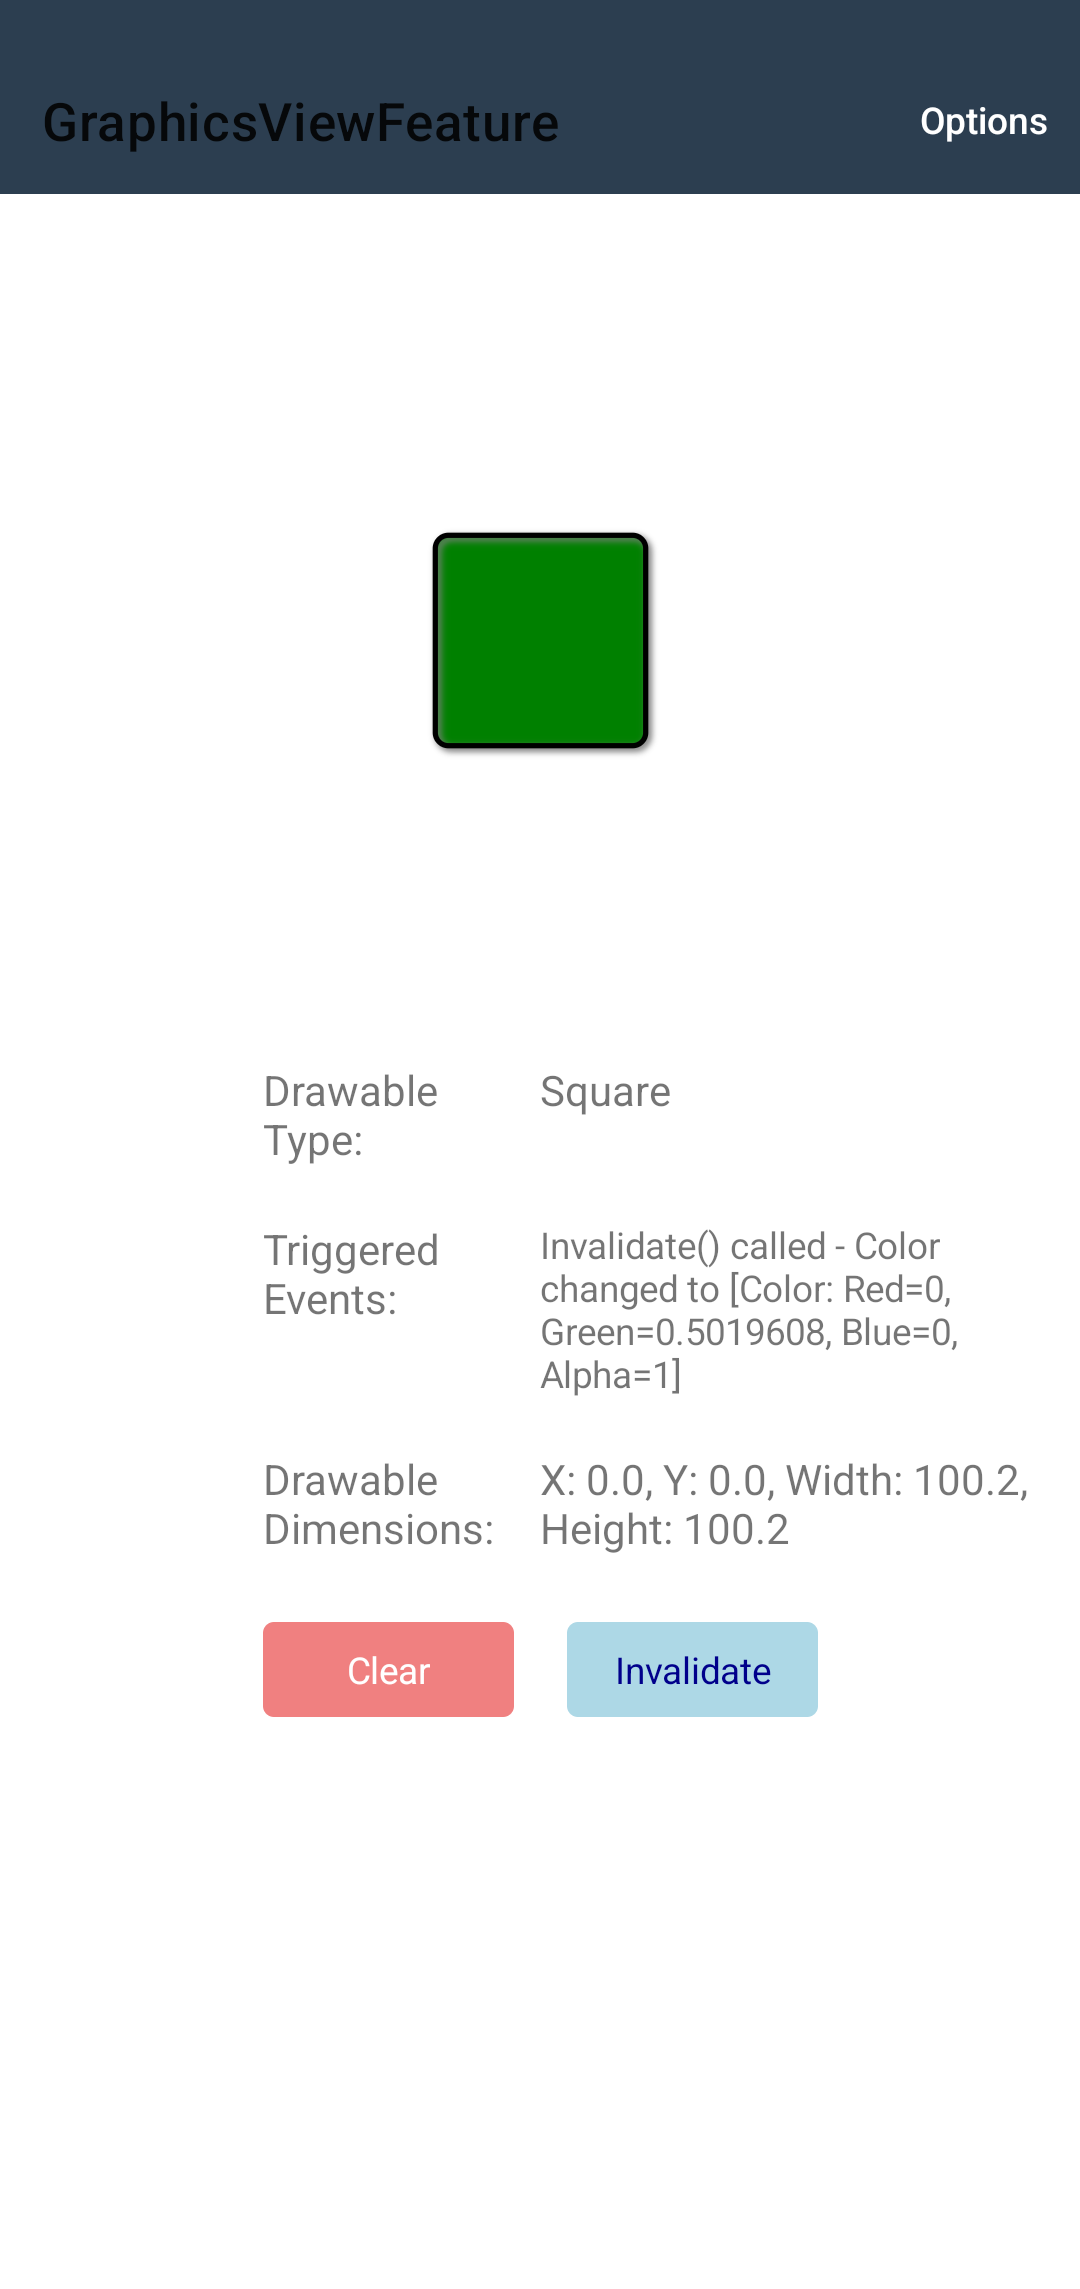 GraphicsViewFeature
Options
Drawable
Type:
Square
Triggered
Events:
Invalidate() called - Color
changed to [Color: Red=0,
Green=0.5019608, Blue=0,
Alpha=1]
Drawable
Dimensions:
X: 0.0, Y: 0.0, Width: 100.2,
Height: 100.2
Clear
Invalidate